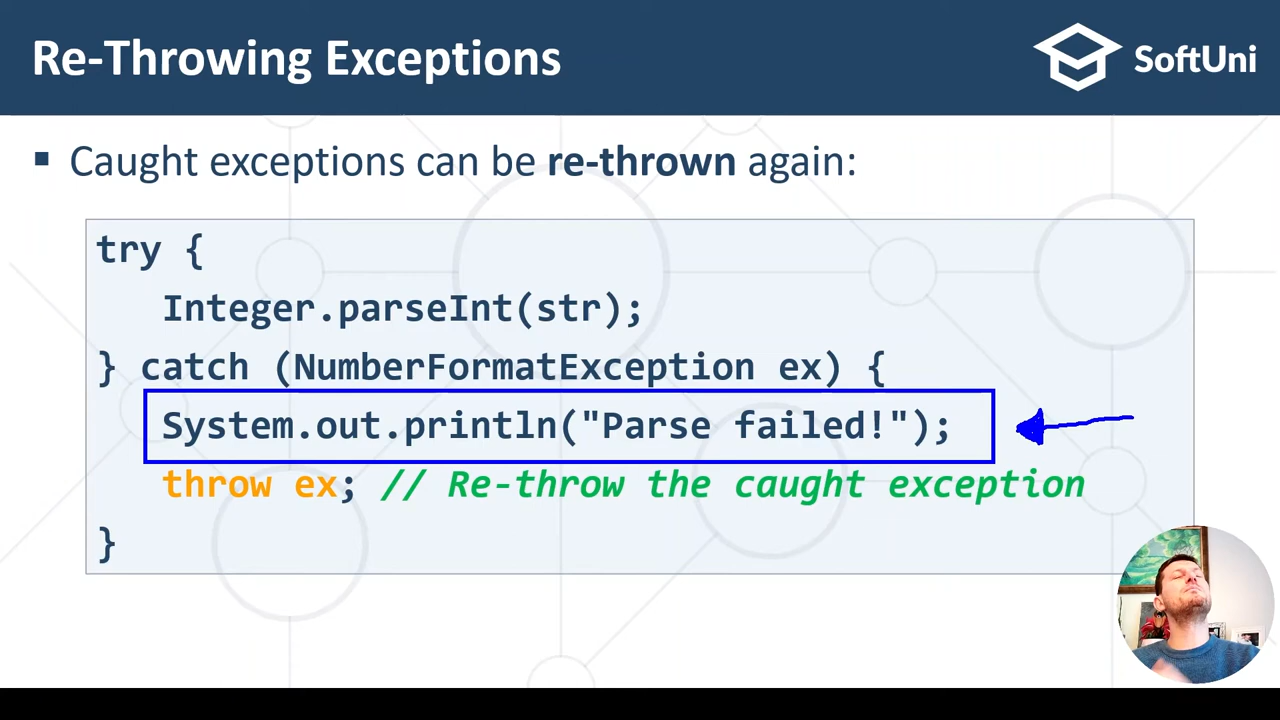 Re-Throwing Exceptions
SoftUni
▪ Caught exceptions can be re-thrown again:
try {
   Integer.parseInt(str);
} catch (NumberFormatException ex) {
   System.out.println("Parse failed!");
   throw ex; // Re-throw the caught exception
}